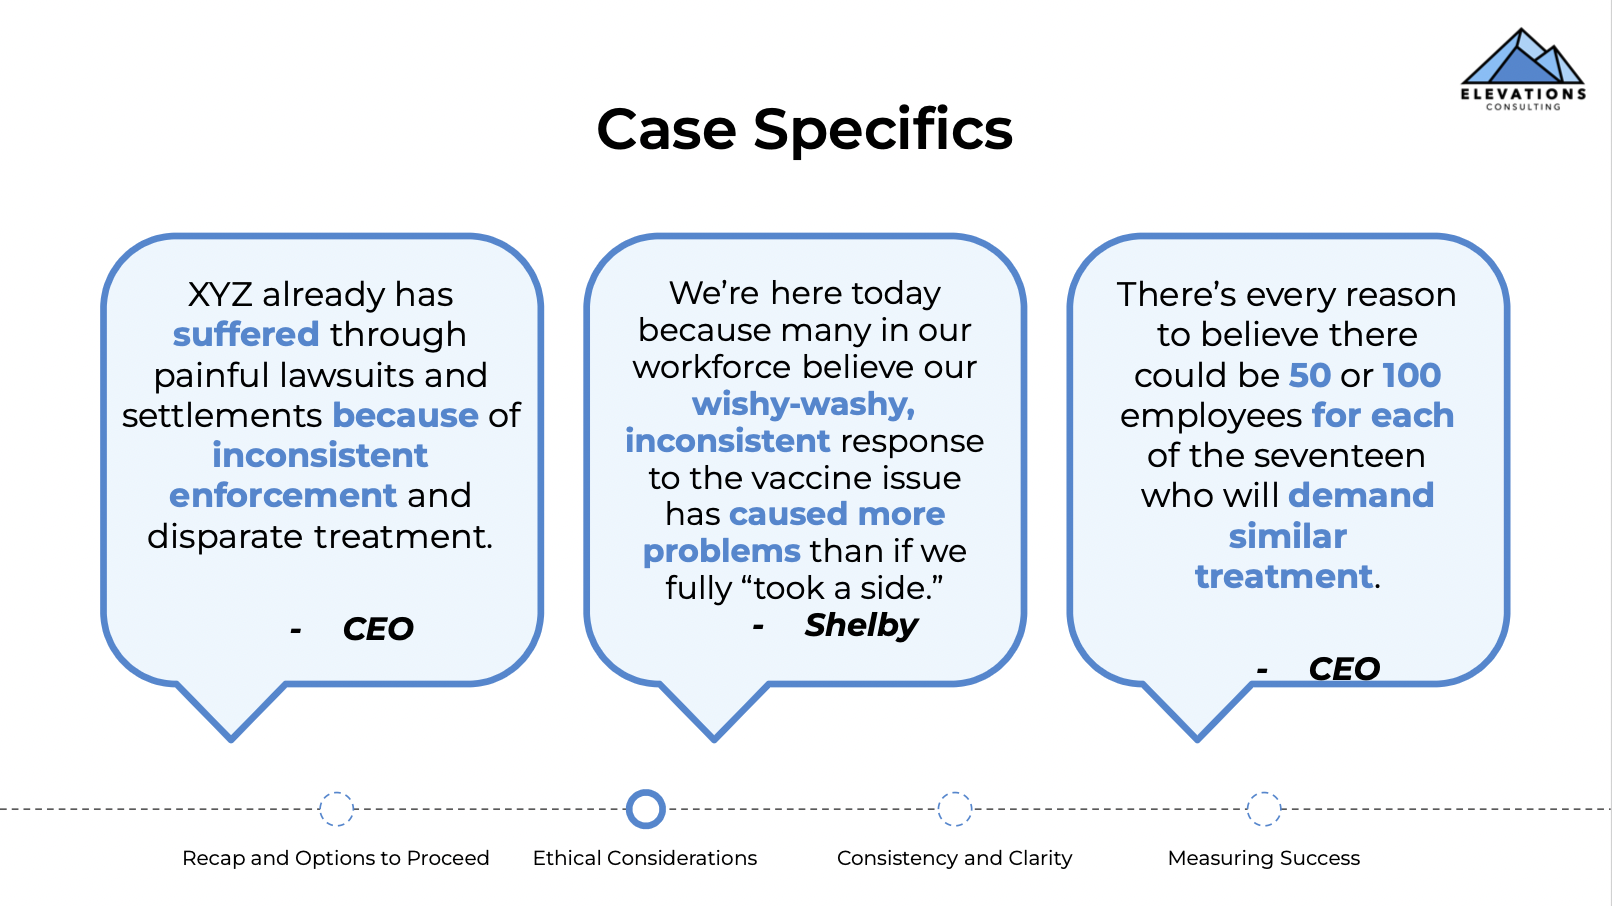 ELEVATIONS
CONSULTING
Case Specifics
XYZ already has
suffered through
painful lawsuits and
settlements because of
inconsistent
enforcement and
disparate treatment.
- CEO
We’re here today
because many in our
workforce believe our
wishy-washy,
inconsistent response
to the vaccine issue
has caused more
problems than if we
fully “took a side.”
- Shelby
There’s every reason
to believe there
could be 50 or 100
employees for each
of the seventeen
who will demand
similar
treatment.
- CEO
Recap and Options to Proceed
Ethical Considerations
Consistency and Clarity
Measuring Success